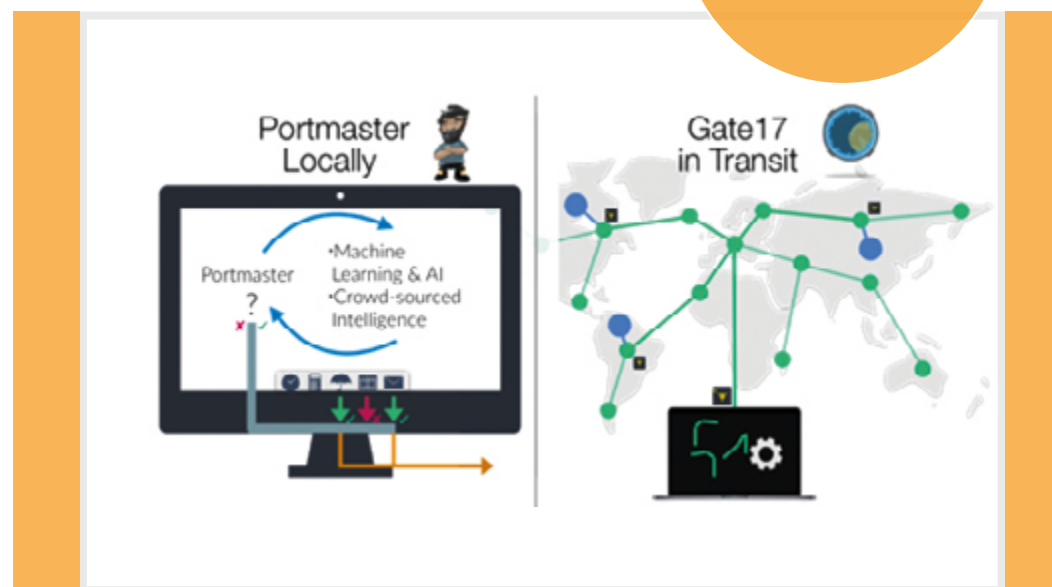 Portmaster
Locally
Portmaster
?
•Machine
Learning & AI
•Crowd-sourced
Intelligence
Gate17
in Transit